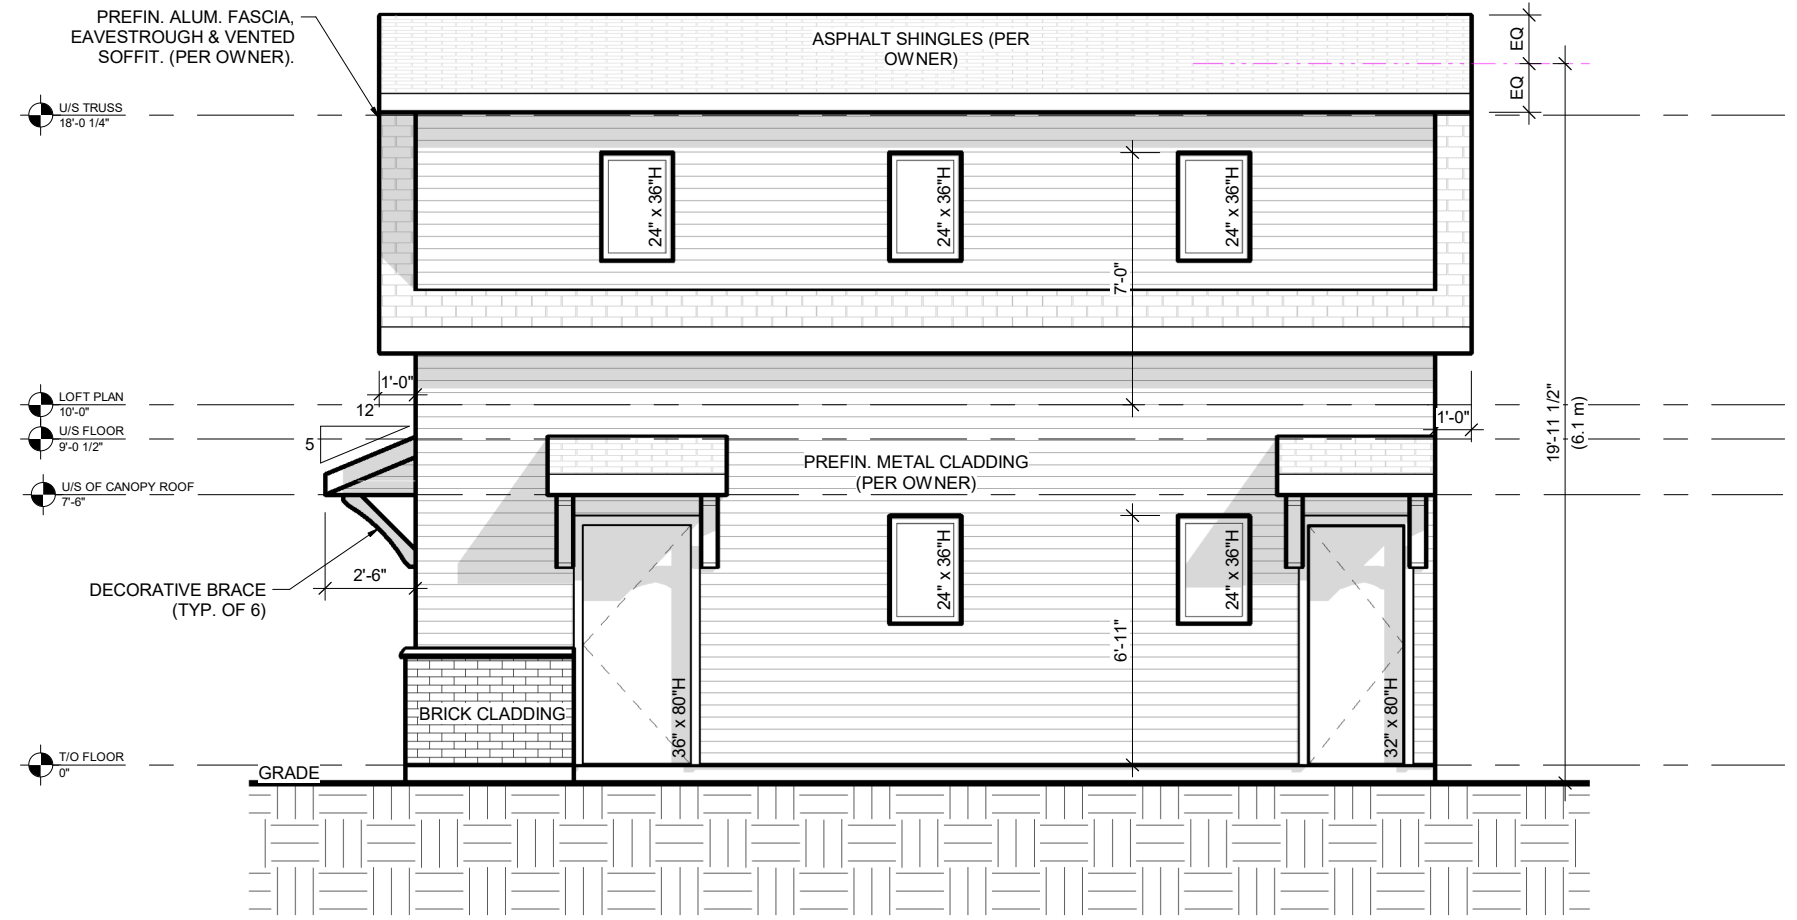 PREFIN. ALUM. FASCIA,
EAVESTROUGH & VENTED
SOFFIT. (PER OWNER).
ASPHALT SHINGLES (PER
OWNER)
EQ
EQ
U/S TRUSS
18'-0 1/4"
24" x 36"H
24" x 36"H
24" x 36"H
7'-0"
1'-0"
12
5
LOFT PLAN
10'-0"
U/S FLOOR
9'-0 1/2"
U/S OF CANOPY ROOF
7'-6"
1'-0"
19'-11 1/2"
(6.1 m)
PREFIN. METAL CLADDING
(PER OWNER)
24" x 36"H
24" x 36"H
2'-6"
DECORATIVE BRACE
(TYP. OF 6)
6'-11"
BRICK CLADDING
36" x 80"H
32" x 80"H
T/O FLOOR
0"
GRADE